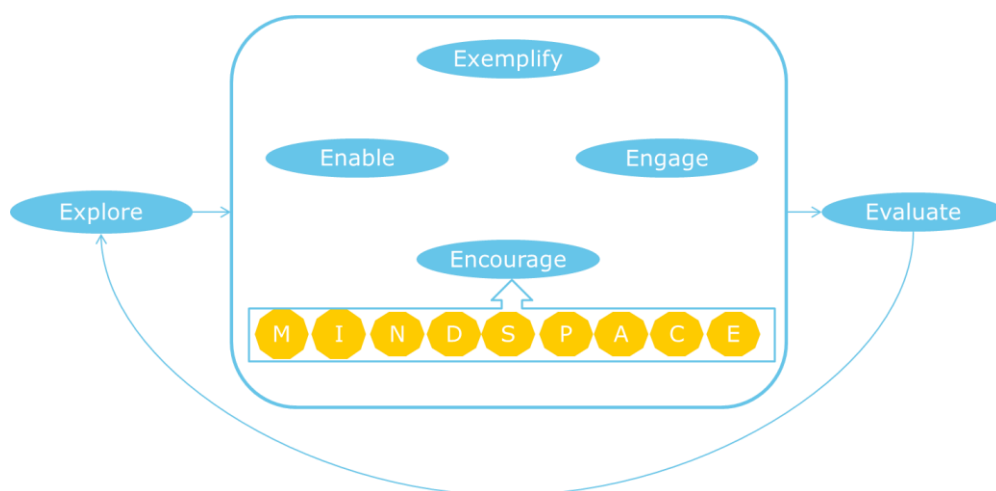 Exemplify
Enable
Engage
Explore
Evaluate
Encourage
M I N D S P A C E